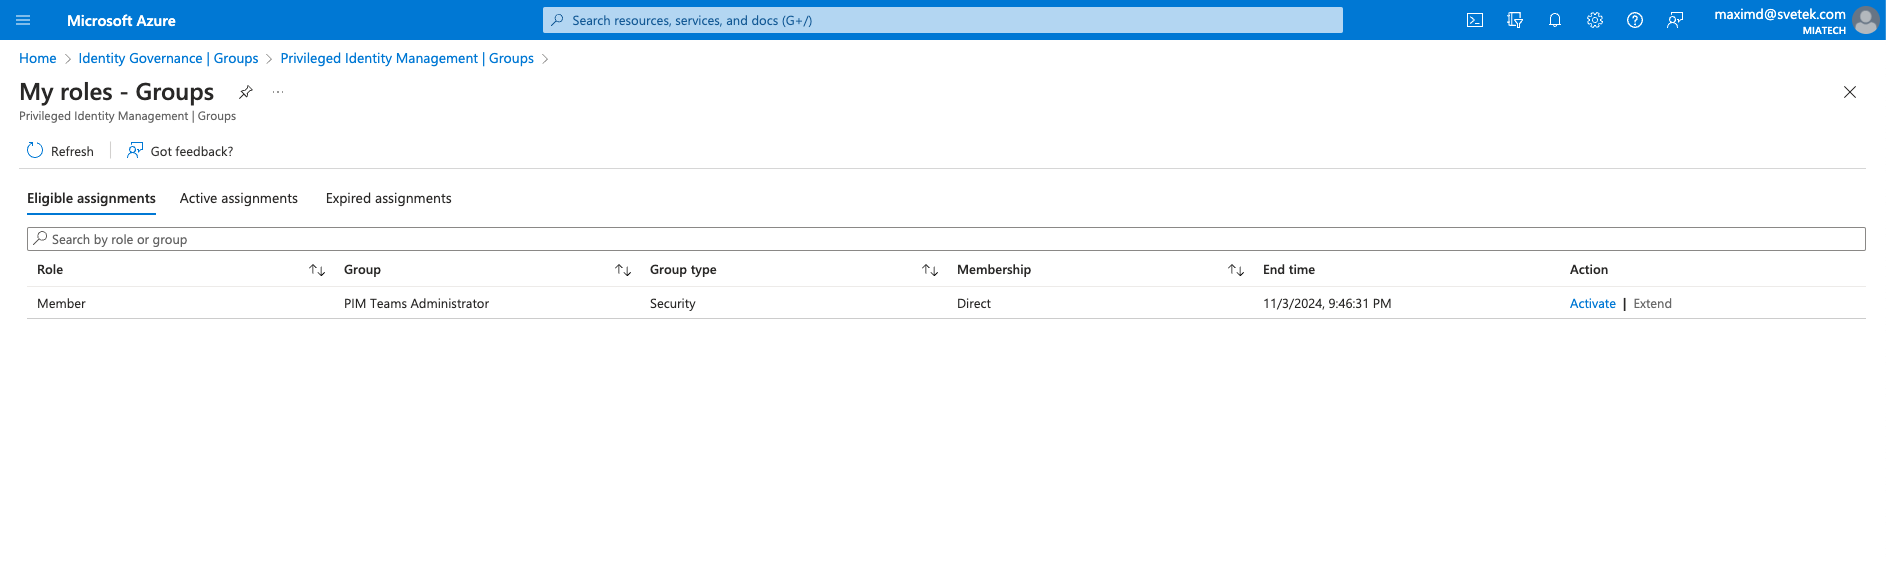 Microsoft Azure
Search resources, services, and docs (G+/)
maximd@svetek.com
MIATECH
Home > Identity Governance | Groups > Privileged Identity Management | Groups >
My roles - Groups
Privileged Identity Management | Groups
Refresh | Got feedback?
Eligible assignments Active assignments Expired assignments
Search by role or group
Role Group Group type Membership End time Action
Member PIM Teams Administrator Security Direct 11/3/2024, 9:46:31 PM Activate | Extend